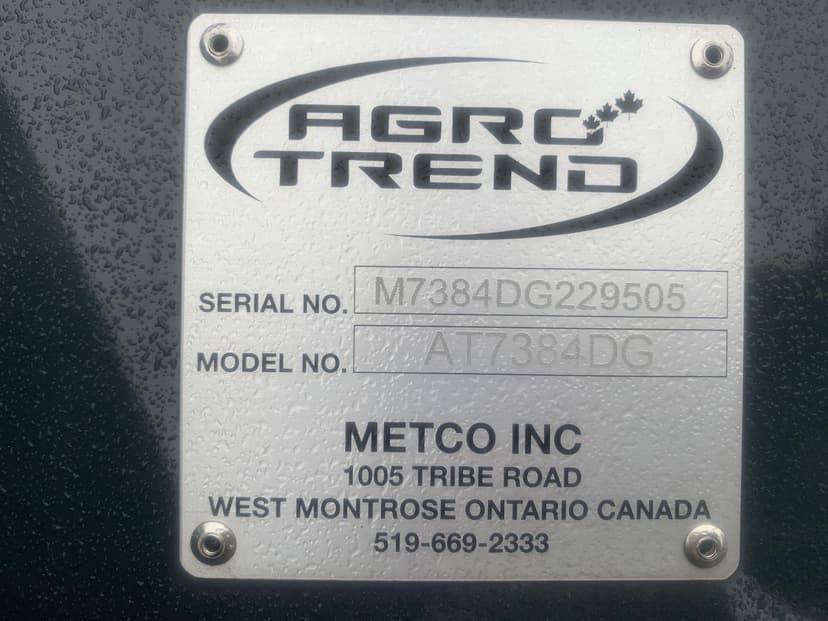 AGRO
TREND
SERIAL NO. M7384DG229505
MODEL NO. AT7384DG
METCO INC
1005 TRIBE ROAD
WEST MONTROSE ONTARIO CANADA
519-669-2333